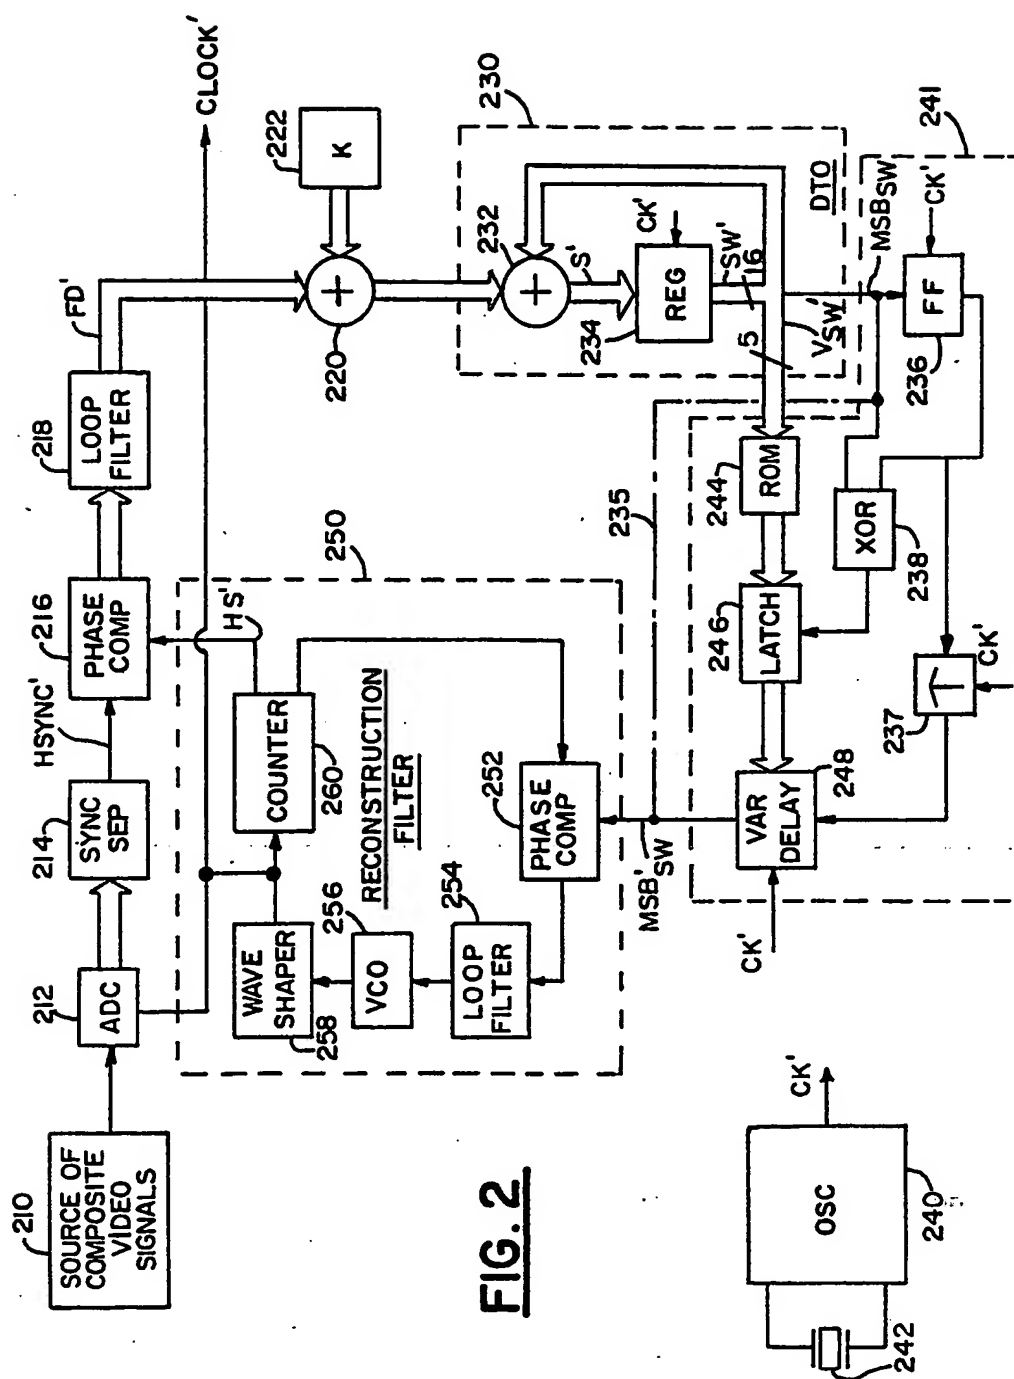 210
SOURCE OF
COMPOSITE
VIDEO
SIGNALS
212
ADC
214
SYNC
SEP
HSYNC'
216
PHASE
COMP
218
LOOP
FILTER
FD'
CLOCK'
222
K
220
+
230
232
+
S'
CK'
234
REG
SW'
16
5
V'SW
DTO
241
MSBSW
CK'
FF
236
235
244
ROM
XOR
238
246
LATCH
237
CK'
248
VAR
DELAY
CK'
MSB'SW
250
HS'
COUNTER
260
RECONSTRUCTION
FILTER
252
PHASE
COMP
254
LOOP
FILTER
256
VCO
WAVE
SHAPER
258
FIG. 2
OSC
240
242
CK'